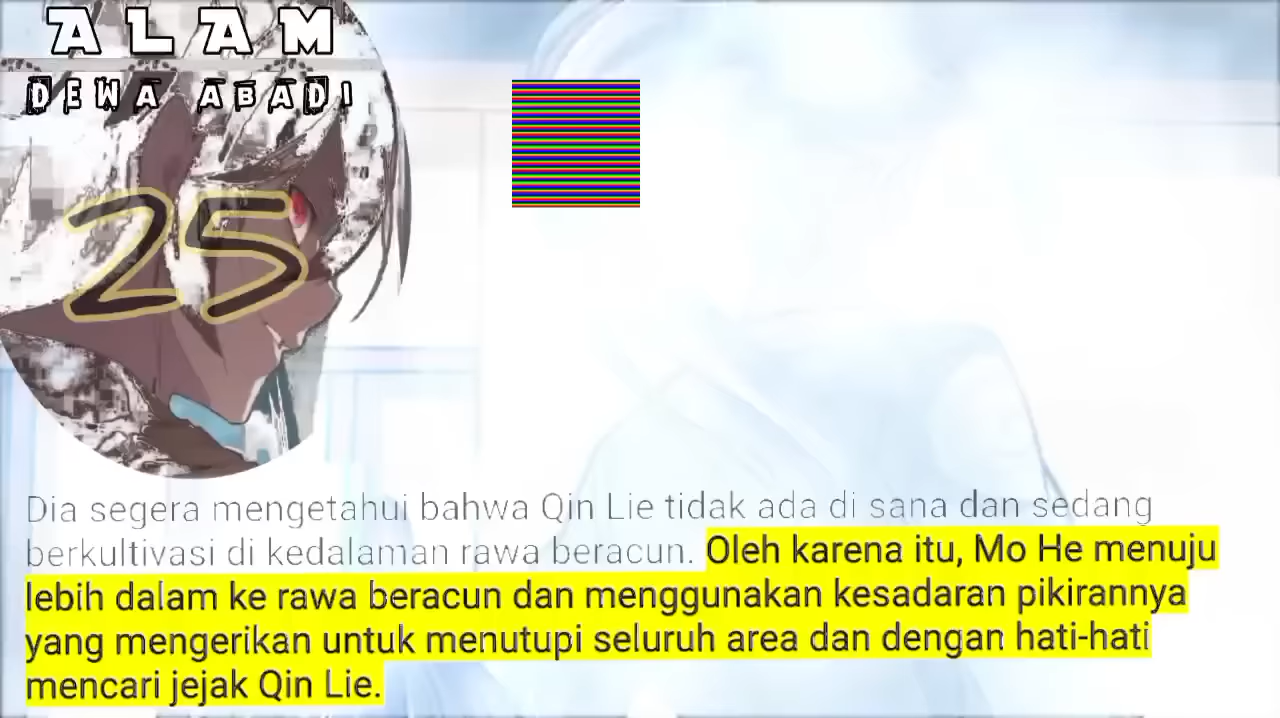 ALAM
DEWA ABADI
25
Dia segera mengetahui bahwa Qin Lie tidak ada di sana dan sedang
berkultivasi di kedalaman rawa beracun. Oleh karena itu, Mo He menuju
lebih dalam ke rawa beracun dan menggunakan kesadaran pikirannya
yang mengerikan untuk menutupi seluruh area dan dengan hati-hati
mencari jejak Qin Lie.